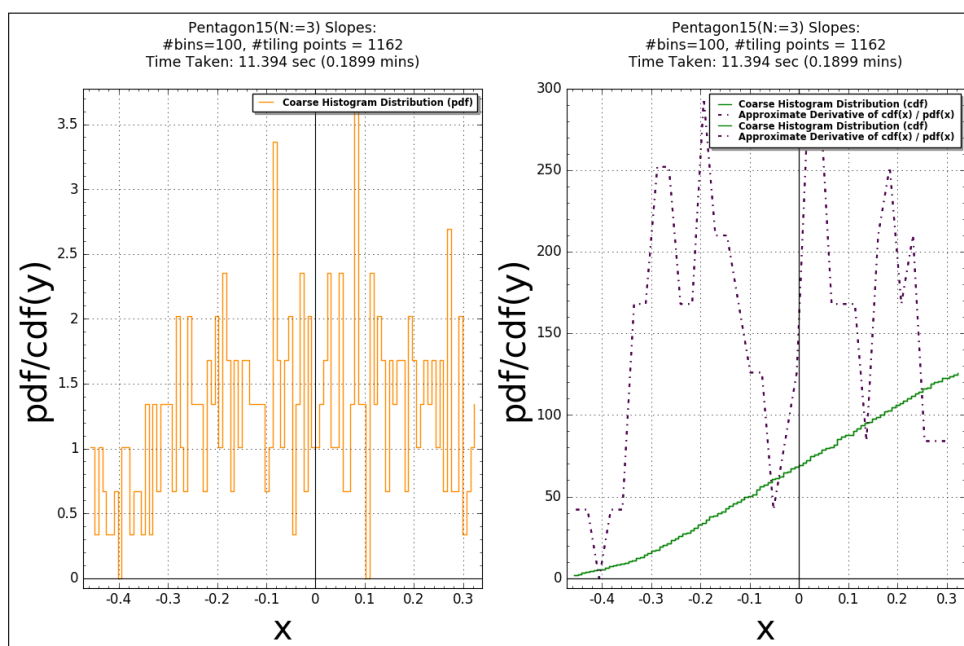 Pentagon15(N:=3) Slopes:
#bins=100, #tiling points = 1162
Time Taken: 11.394 sec (0.1899 mins)
Coarse Histogram Distribution (pdf)
pdf/cdf(y)
3.5
3
2.5
2
1.5
1
0.5
0
-0.4
-0.3
-0.2
-0.1
0
0.1
0.2
0.3
x
Pentagon15(N:=3) Slopes:
#bins=100, #tiling points = 1162
Time Taken: 11.394 sec (0.1899 mins)
Coarse Histogram Distribution (cdf)
Approximate Derivative of cdf(x) / pdf(x)
Coarse Histogram Distribution (cdf)
Approximate Derivative of cdf(x) / pdf(x)
pdf/cdf(y)
300
250
200
150
100
50
0
-0.4
-0.3
-0.2
-0.1
0
0.1
0.2
0.3
x